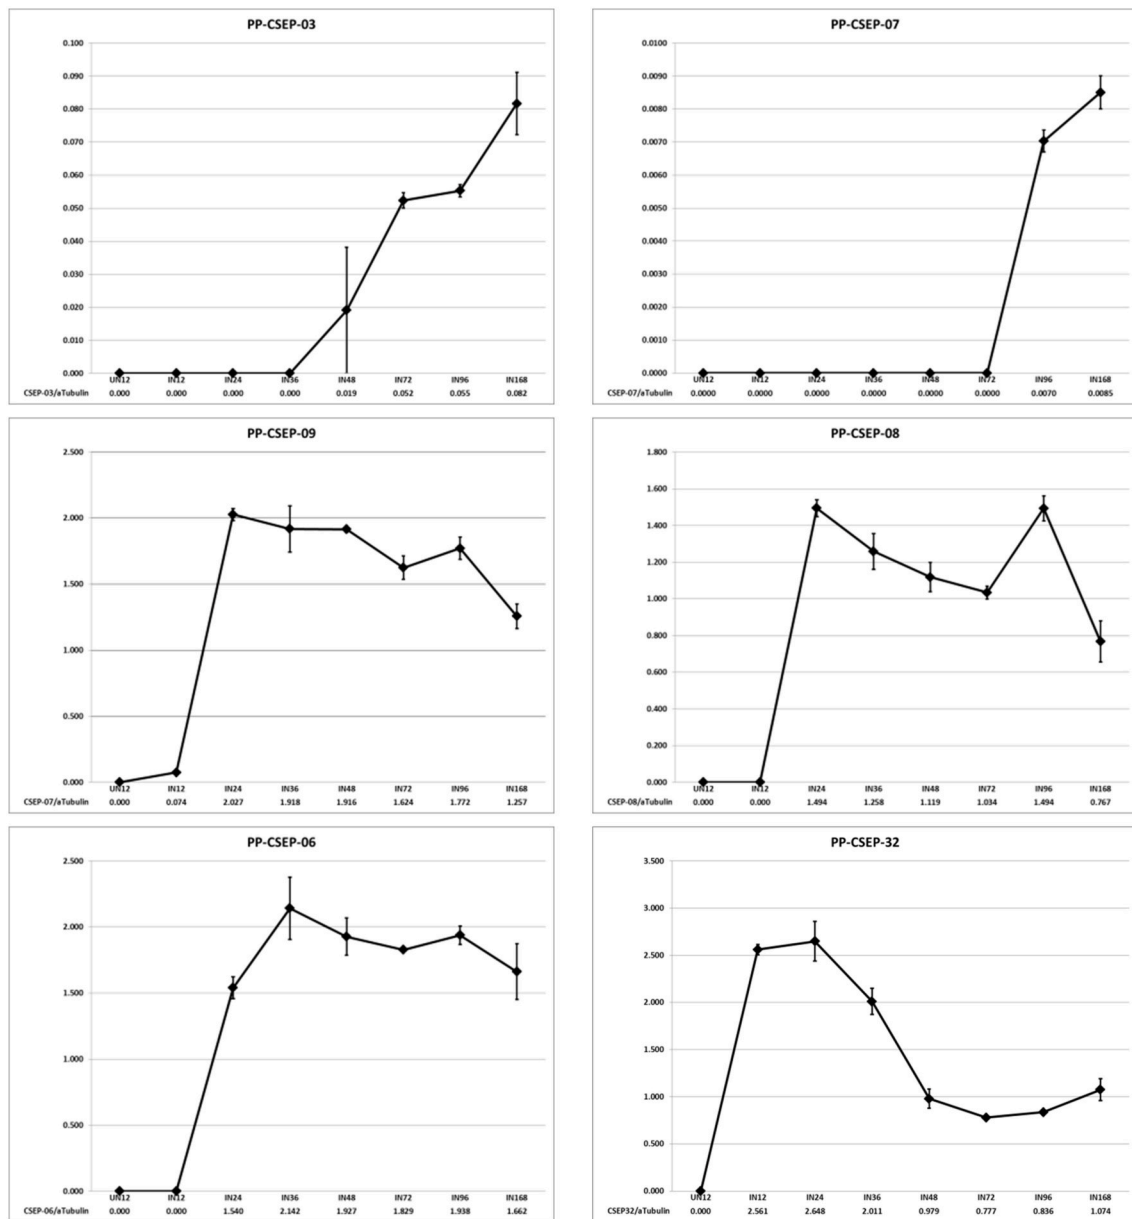 PP-CSEP-03
0.100
0.090
0.080
0.070
0.060
0.050
0.040
0.030
0.020
0.010
0.000
UN12 IN12 IN24 IN36 IN48 IN72 IN96 IN168
CSEP-03/aTubulin 0.000 0.000 0.000 0.000 0.019 0.052 0.055 0.082
PP-CSEP-07
0.0100
0.0090
0.0080
0.0070
0.0060
0.0050
0.0040
0.0030
0.0020
0.0010
0.0000
UN12 IN12 IN24 IN36 IN48 IN72 IN96 IN168
CSEP-07/aTubulin 0.0000 0.0000 0.0000 0.0000 0.0000 0.0000 0.0070 0.0085
PP-CSEP-09
2.500
2.000
1.500
1.000
0.500
0.000
UN12 IN12 IN24 IN36 IN48 IN72 IN96 IN168
CSEP-07/aTubulin 0.000 0.074 2.027 1.918 1.916 1.624 1.772 1.257
PP-CSEP-08
1.800
1.600
1.400
1.200
1.000
0.800
0.600
0.400
0.200
0.000
UN12 IN12 IN24 IN36 IN48 IN72 IN96 IN168
CSEP-08/aTubulin 0.000 0.000 1.494 1.258 1.119 1.034 1.494 0.767
PP-CSEP-06
2.500
2.000
1.500
1.000
0.500
0.000
UN12 IN12 IN24 IN36 IN48 IN72 IN96 IN168
CSEP-06/aTubulin 0.000 0.000 1.540 2.142 1.927 1.829 1.938 1.662
PP-CSEP-32
3.500
3.000
2.500
2.000
1.500
1.000
0.500
0.000
UN12 IN12 IN24 IN36 IN48 IN72 IN96 IN168
CSEP32/aTubulin 0.000 2.561 2.648 2.011 0.979 0.777 0.836 1.074